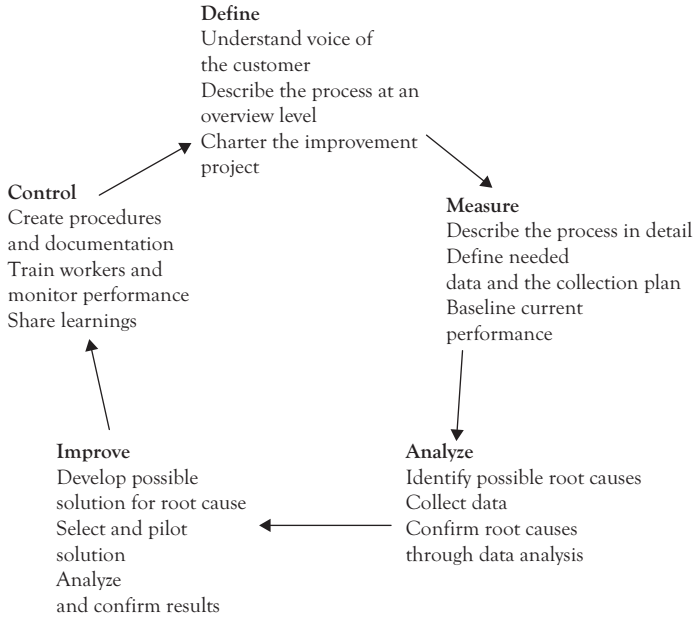 Define
Understand voice of
the customer
Describe the process at an
overview level
Charter the improvement
project
Measure
Describe the process in detail
Define needed
data and the collection plan
Baseline current
performance
Analyze
Identify possible root causes
Collect data
Confirm root causes
through data analysis
Improve
Develop possible
solution for root cause
Select and pilot
solution
Analyze
and confirm results
Control
Create procedures
and documentation
Train workers and
monitor performance
Share learnings